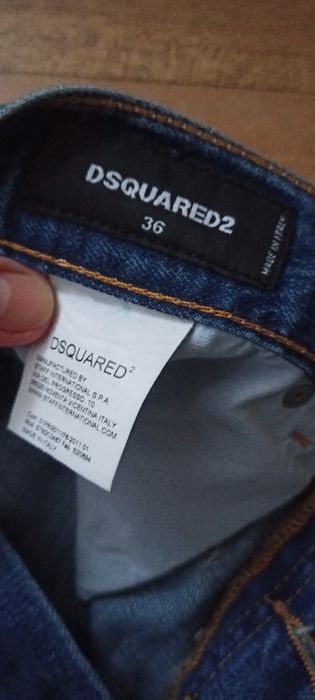 DSQUARED2
36
MADE IN ITALY
DSQUARED²
MANUFACTURED BY
STAFF INTERNATIONAL S.P.A.
VIA DEL PROGRESSO, 10
36025 NOVENTA VICENTINA ITALY
WWW.STAFFINTERNATIONAL.COM
MADE IN ITALY